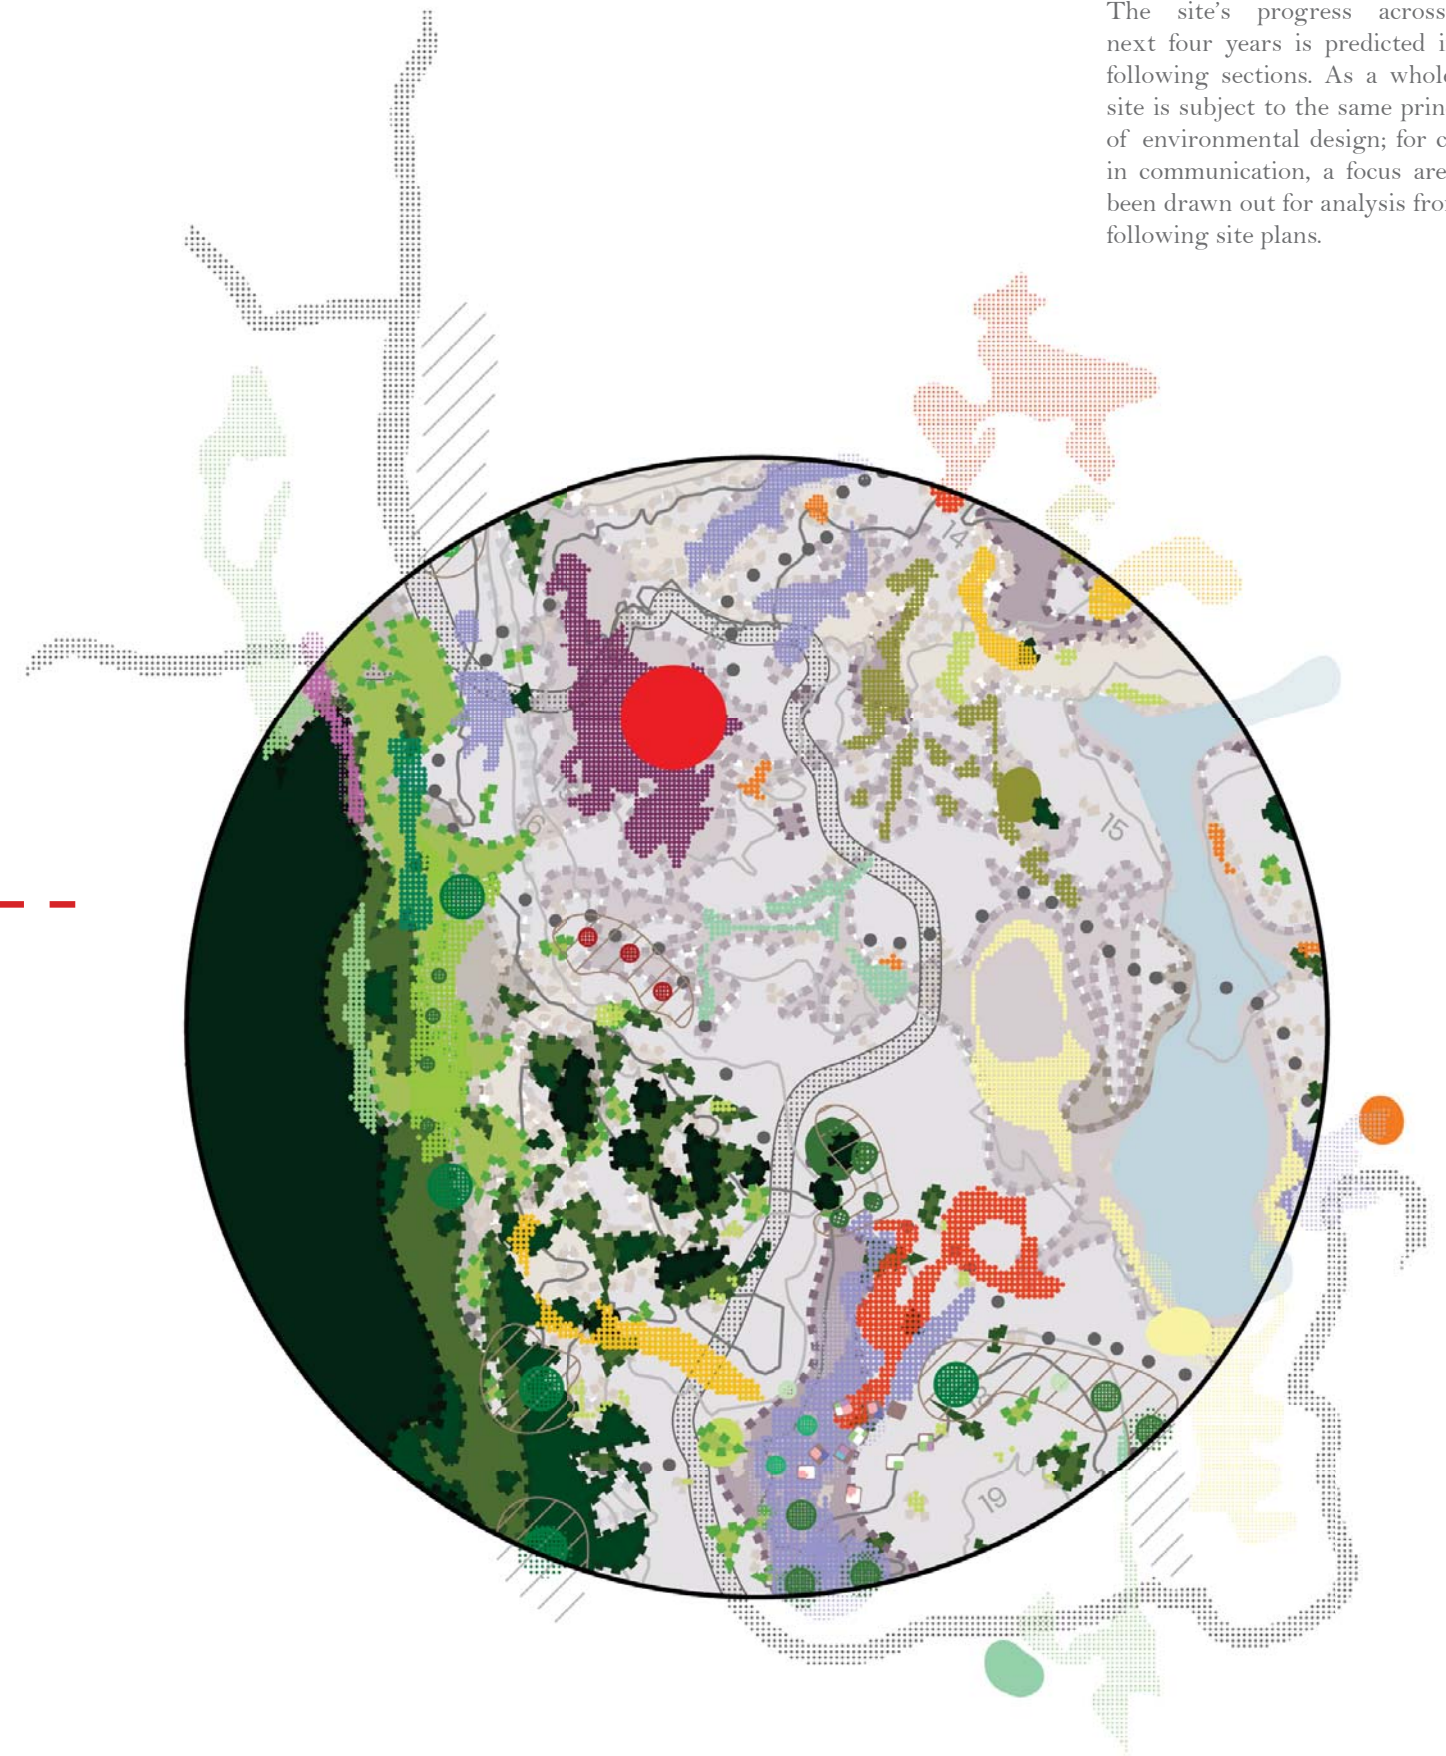 The site’s progress across
next four years is predicted i
following sections. As a whole
site is subject to the same prin
of environmental design; for c
in communication, a focus are
been drawn out for analysis fro
following site plans.
14
15
16
19